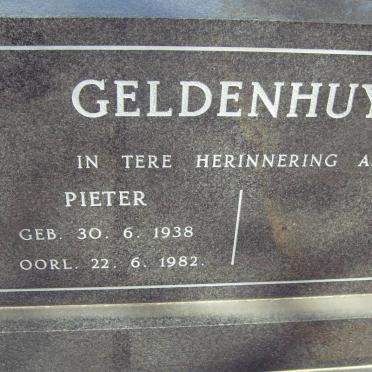 GELDENHUY
IN TERE HERINNERING A
PIETER
GEB. 30. 6. 1938
OORL. 22. 6. 1982.